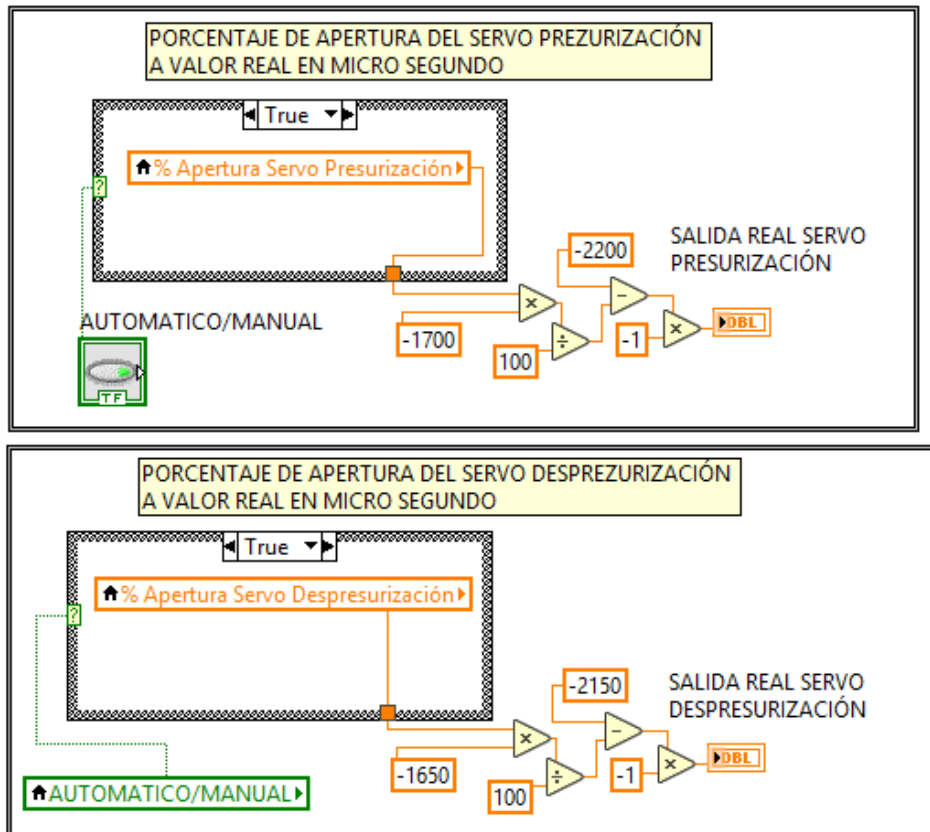 PORCENTAJE DE APERTURA DEL SERVO PREZURIZACIÓN
A VALOR REAL EN MICRO SEGUNDO
True
% Apertura Servo Presurización
?
-2200
SALIDA REAL SERVO
PRESURIZACIÓN
AUTOMATICO/MANUAL
×
-
-1700
÷
100
-1
×
DBL
TF
PORCENTAJE DE APERTURA DEL SERVO DESPREZURIZACIÓN
A VALOR REAL EN MICRO SEGUNDO
True
% Apertura Servo Despresurización
?
-2150
SALIDA REAL SERVO
DESPRESURIZACIÓN
×
-
-1650
÷
100
-1
×
DBL
AUTOMATICO/MANUAL